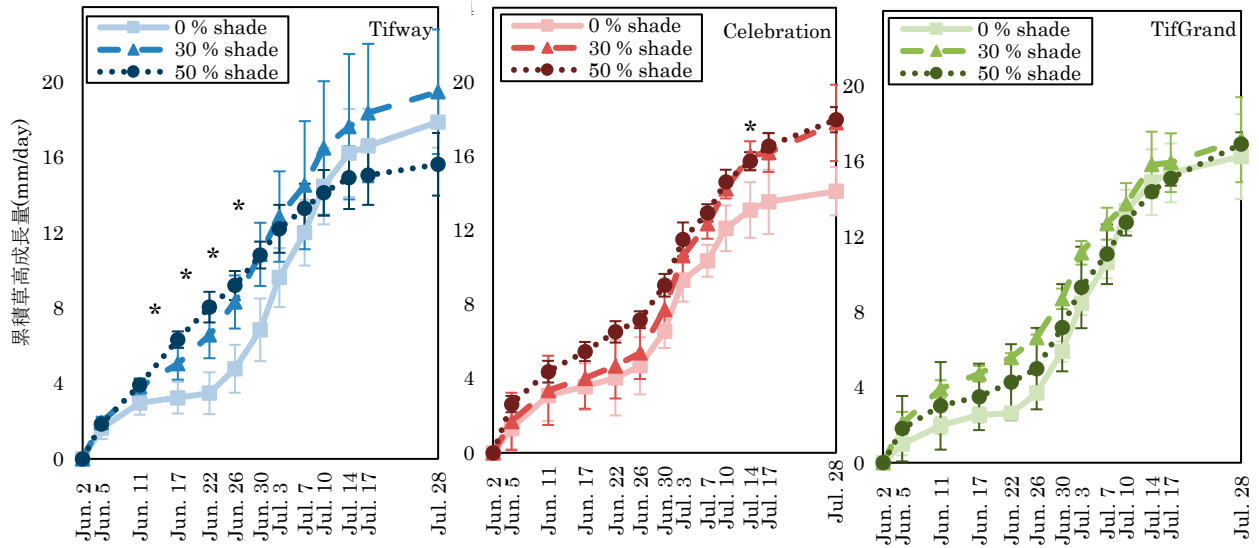 累積草高成長量(mm/day)
0 % shade
30 % shade
50 % shade
Tifway
20
16
12
8
4
0
*
*
*
*
Jun. 2
Jun. 5
Jun. 11
Jun. 17
Jun. 22
Jun. 26
Jun. 30
Jul. 3
Jul. 7
Jul. 10
Jul. 14
Jul. 17
Jul. 28
0 % shade
30 % shade
50 % shade
Celebration
20
16
12
8
4
0
*
Jun. 2
Jun. 5
Jun. 11
Jun. 17
Jun. 22
Jun. 26
Jun. 30
Jul. 3
Jul. 7
Jul. 10
Jul. 14
Jul. 17
Jul. 28
0 % shade
30 % shade
50 % shade
TifGrand
20
16
12
8
4
0
Jun. 2
Jun. 5
Jun. 11
Jun. 17
Jun. 22
Jun. 26
Jun. 30
Jul. 3
Jul. 7
Jul. 10
Jul. 14
Jul. 17
Jul. 28